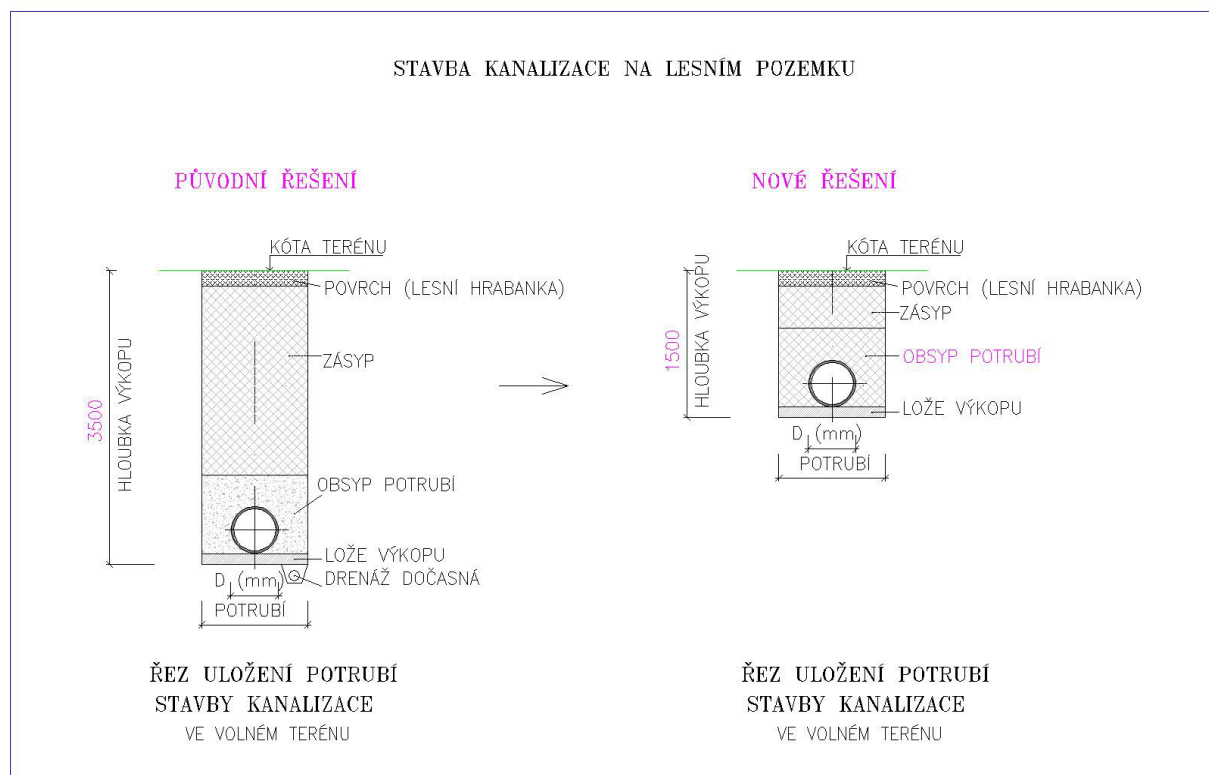 STAVBA KANALIZACE NA LESNÍM POZEMKU
PŮVODNÍ ŘEŠENÍ
KÓTA TERÉNU
POVRCH (LESNÍ HRABANKA)
ZÁSYP
3500
HLOUBKA VÝKOPU
OBSYP POTRUBÍ
LOŽE VÝKOPU
DRENÁŽ DOČASNÁ
D (mm)
POTRUBÍ
ŘEZ ULOŽENÍ POTRUBÍ
STAVBY KANALIZACE
VE VOLNÉM TERÉNU
NOVÉ ŘEŠENÍ
KÓTA TERÉNU
POVRCH (LESNÍ HRABANKA)
ZÁSYP
1500
HLOUBKA VÝKOPU
OBSYP POTRUBÍ
LOŽE VÝKOPU
D (mm)
POTRUBÍ
ŘEZ ULOŽENÍ POTRUBÍ
STAVBY KANALIZACE
VE VOLNÉM TERÉNU